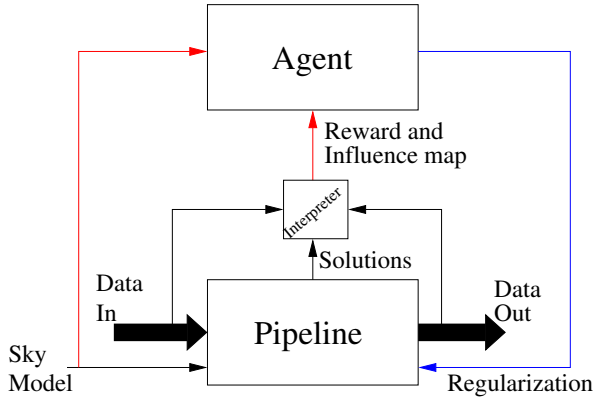 Agent
Reward and
Influence map
Interpreter
Solutions
Data
In
Pipeline
Data
Out
Sky
Model
Regularization